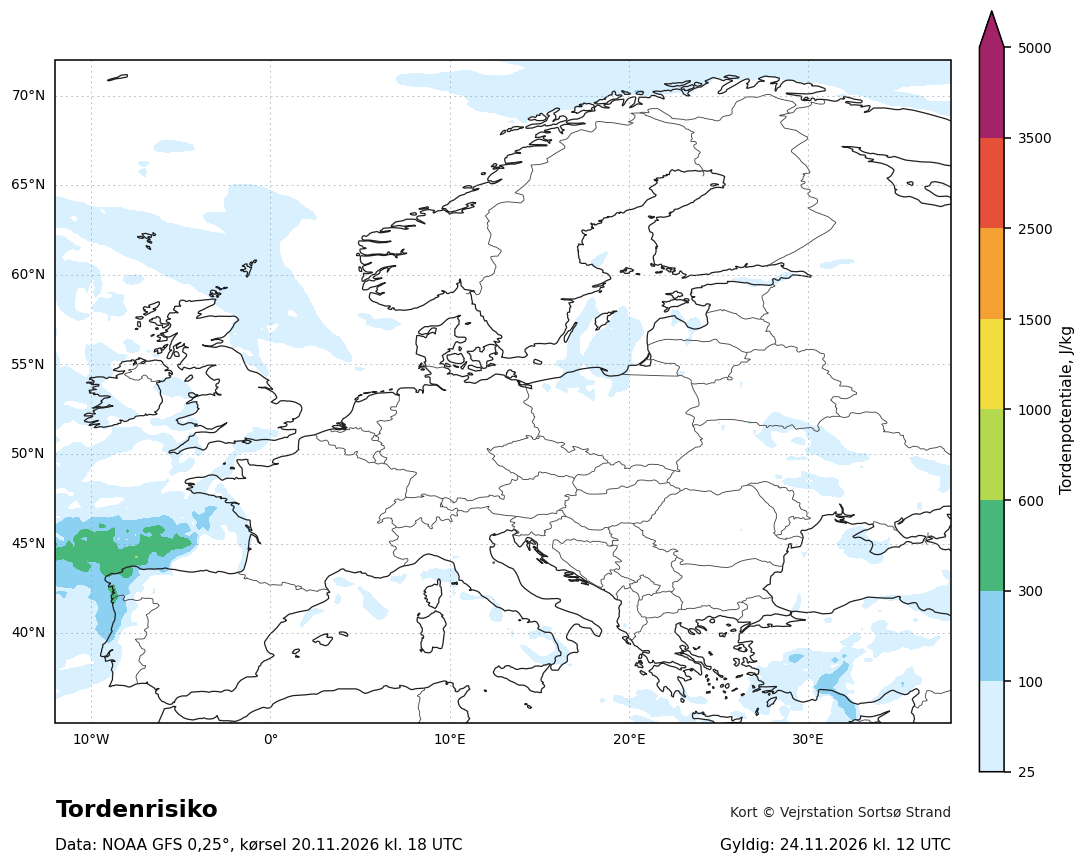 70°N
65°N
60°N
55°N
50°N
45°N
40°N
10°W
0°
10°E
20°E
30°E
5000
3500
2500
1500
1000
600
300
100
25
Tordenpotentiale, J/kg
Tordenrisiko
Kort © Vejrstation Sortsø Strand
Data: NOAA GFS 0,25°, kørsel 20.11.2026 kl. 18 UTC
Gyldig: 24.11.2026 kl. 12 UTC